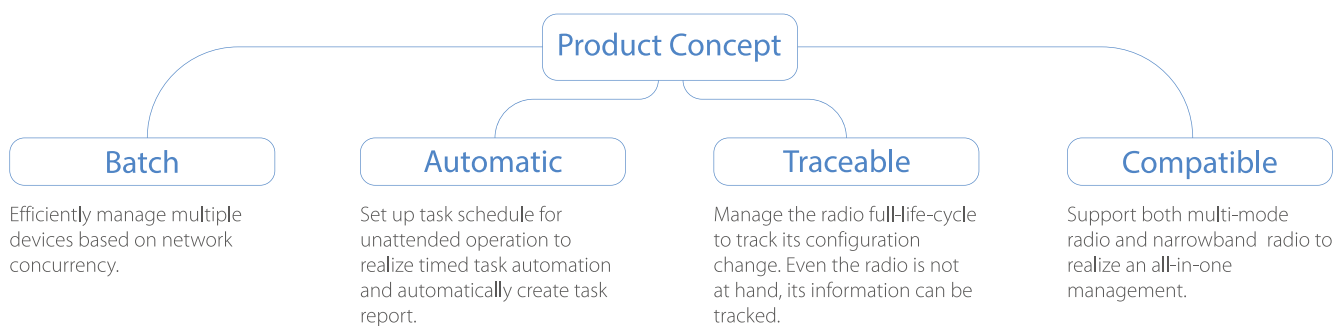 Product Concept
Batch
Efficiently manage multiple
devices based on network
concurrency.
Automatic
Set up task schedule for
unattended operation to
realize timed task automation
and automatically create task
report.
Traceable
Manage the radio full-life-cycle
to track its configuration
change. Even the radio is not
at hand, its information can be
tracked.
Compatible
Support both multi-mode
radio and narrowband radio to
realize an all-in-one
management.